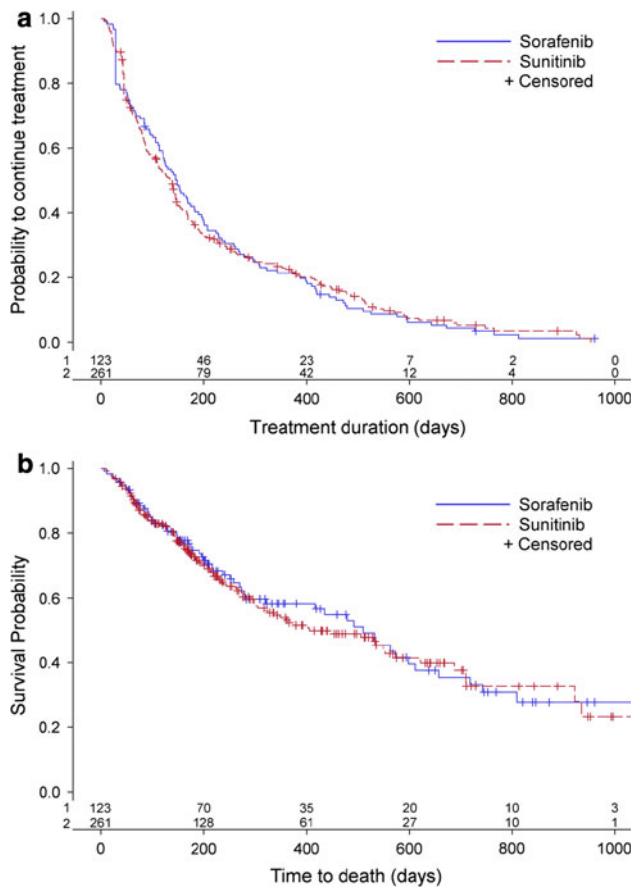 a
1.0
0.8
0.6
0.4
0.2
0.0
Probability to continue treatment
Sorafenib
Sunitinib
+ Censored
1 123 46 23 7 2 0
2 261 79 42 12 4 0
0 200 400 600 800 1000
Treatment duration (days)
b
1.0
0.8
0.6
0.4
0.2
0.0
Survival Probability
Sorafenib
Sunitinib
+ Censored
1 123 70 35 20 10 3
2 261 128 61 27 10 1
0 200 400 600 800 1000
Time to death (days)